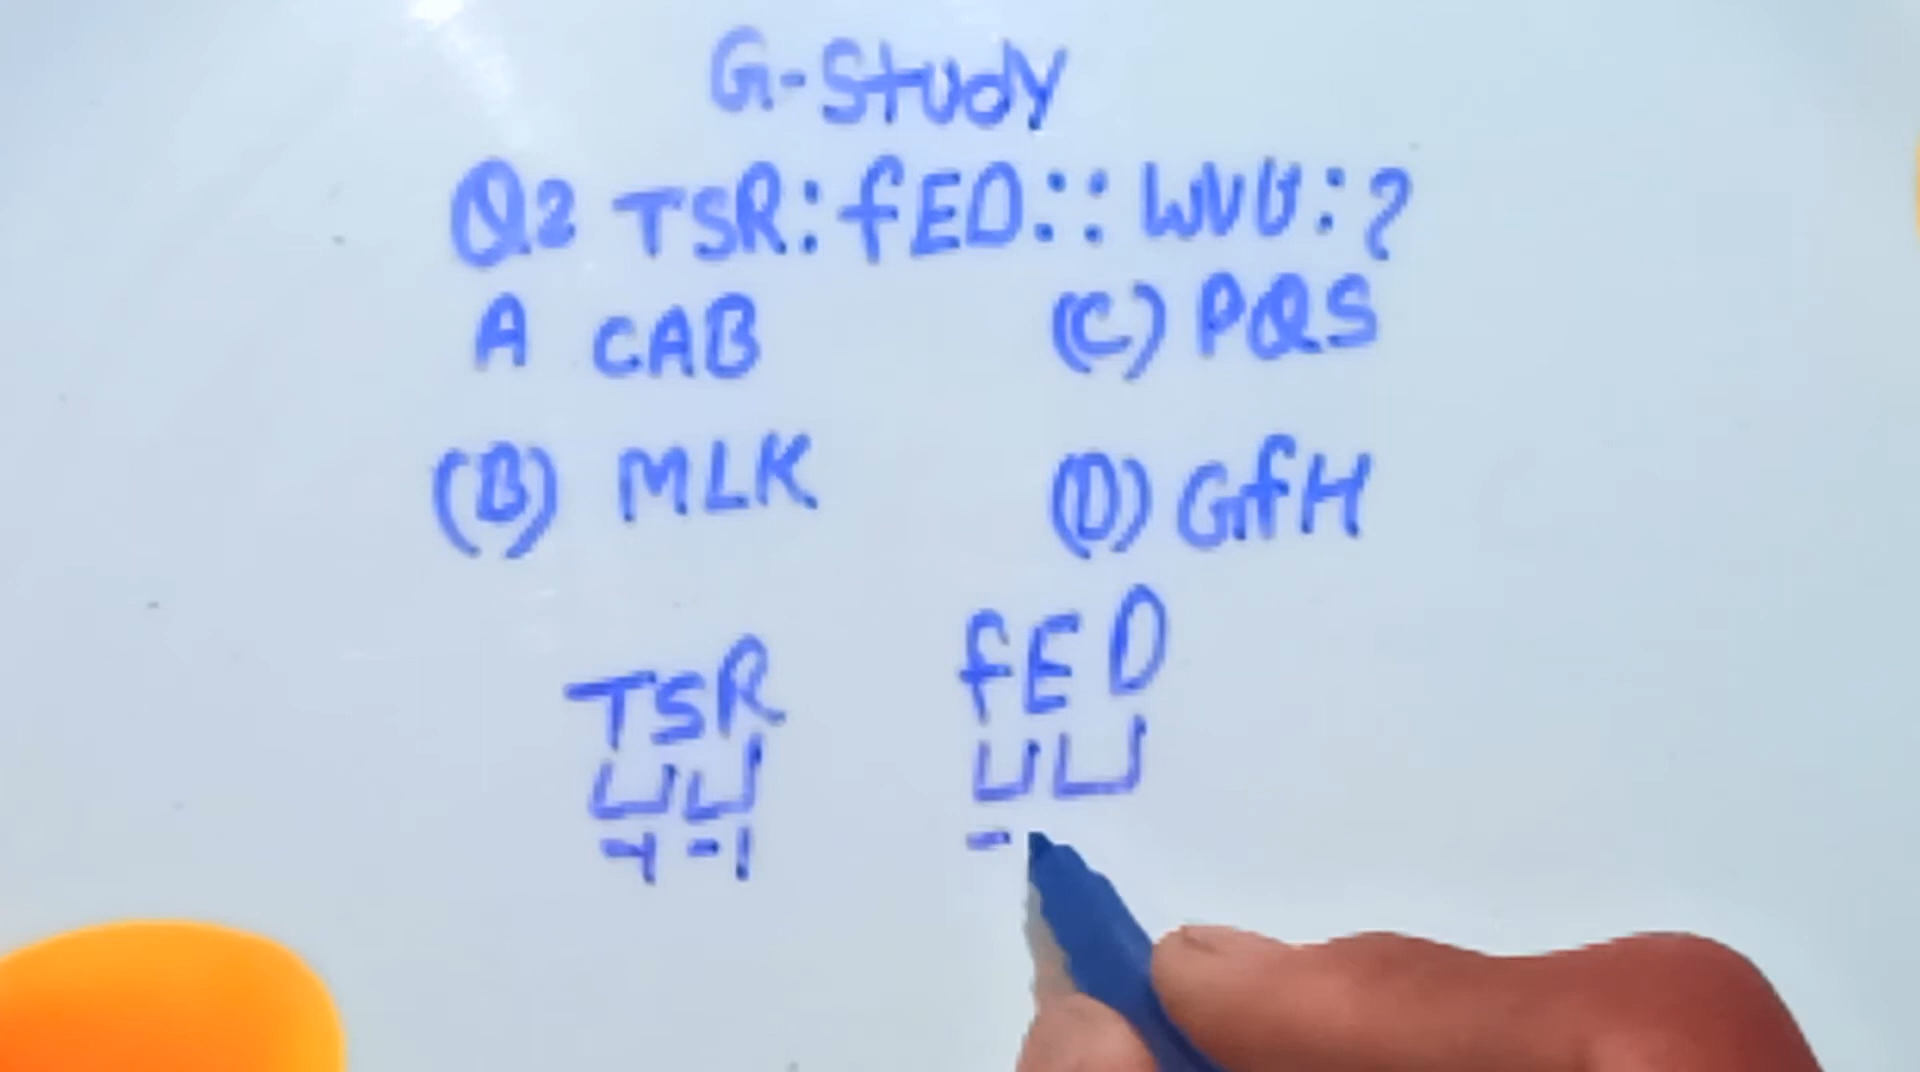 G-Study
Q2 TSR:fED::WVU:?
A CAB (C) PQS
(B) MLK (D) GfH
TSR fED
-1 -1 -